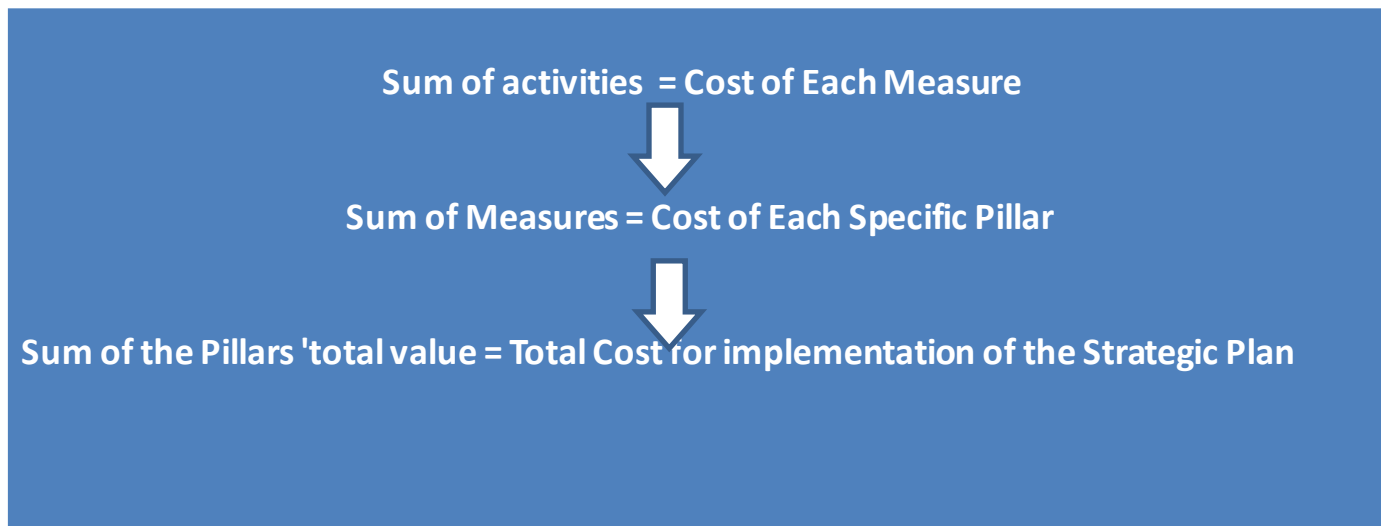 Sum of activities = Cost of Each Measure
Sum of Measures = Cost of Each Specific Pillar
Sum of the Pillars 'total value = Total Cost for implementation of the Strategic Plan